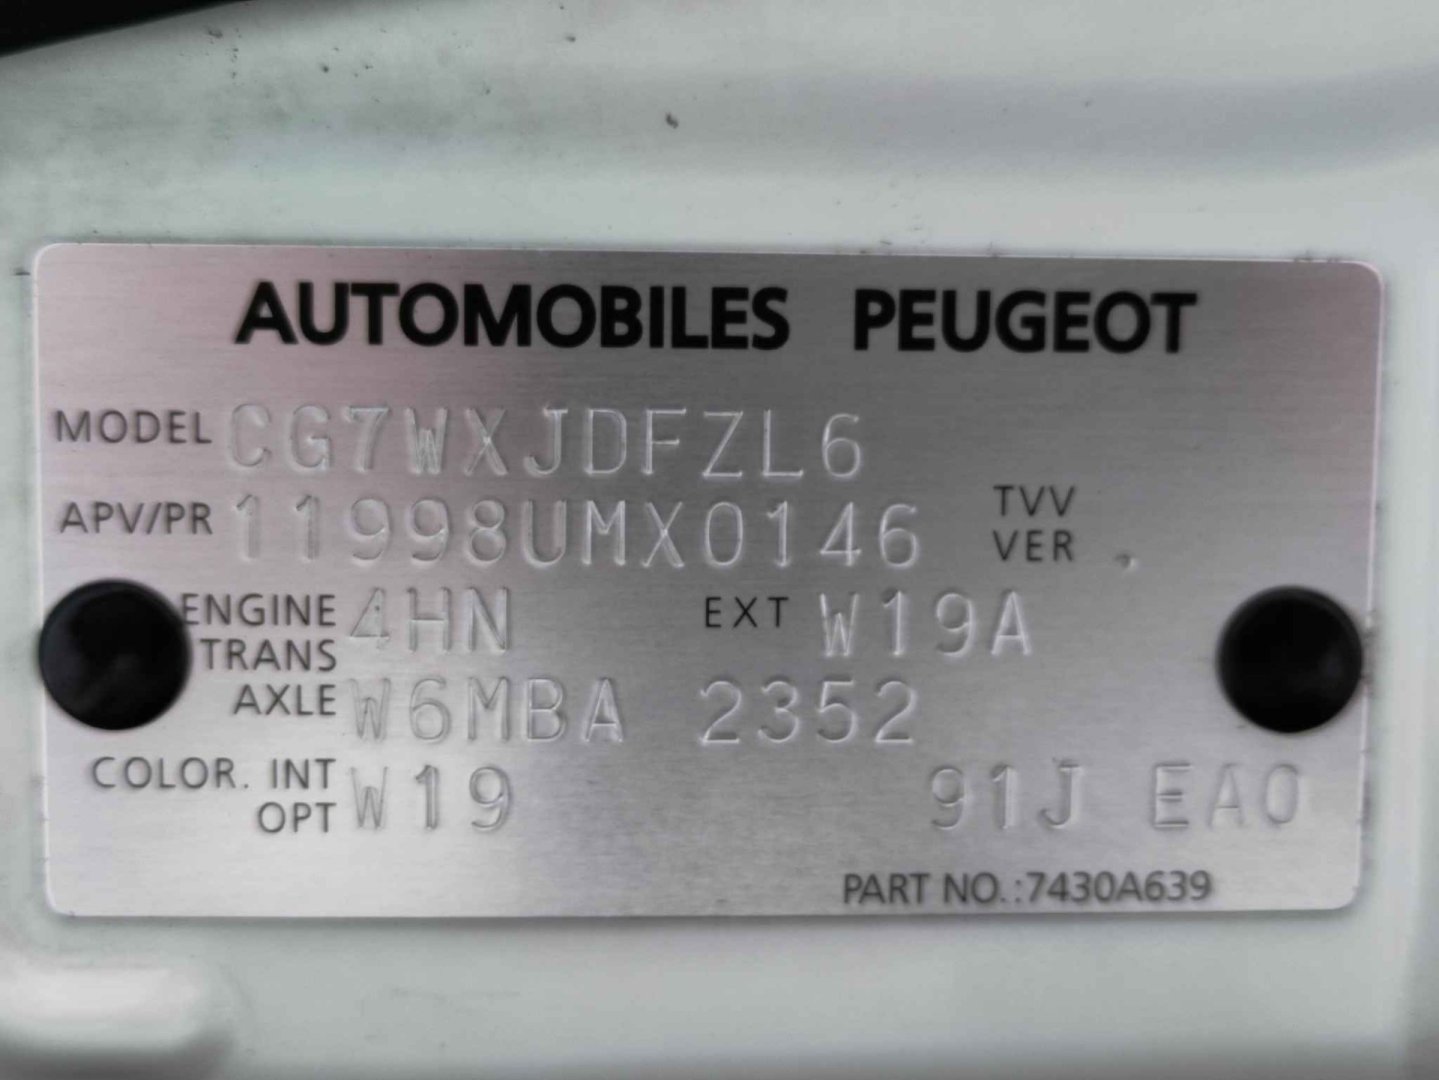 AUTOMOBILES PEUGEOT
MODEL CG7WXJDFZL6
APV/PR 11998UMX0146 TVV
VER
ENGINE 4HN EXT W19A
TRANS
AXLE W6MBA 2352
COLOR. INT W19 91J EA0
OPT
PART NO.:7430A639